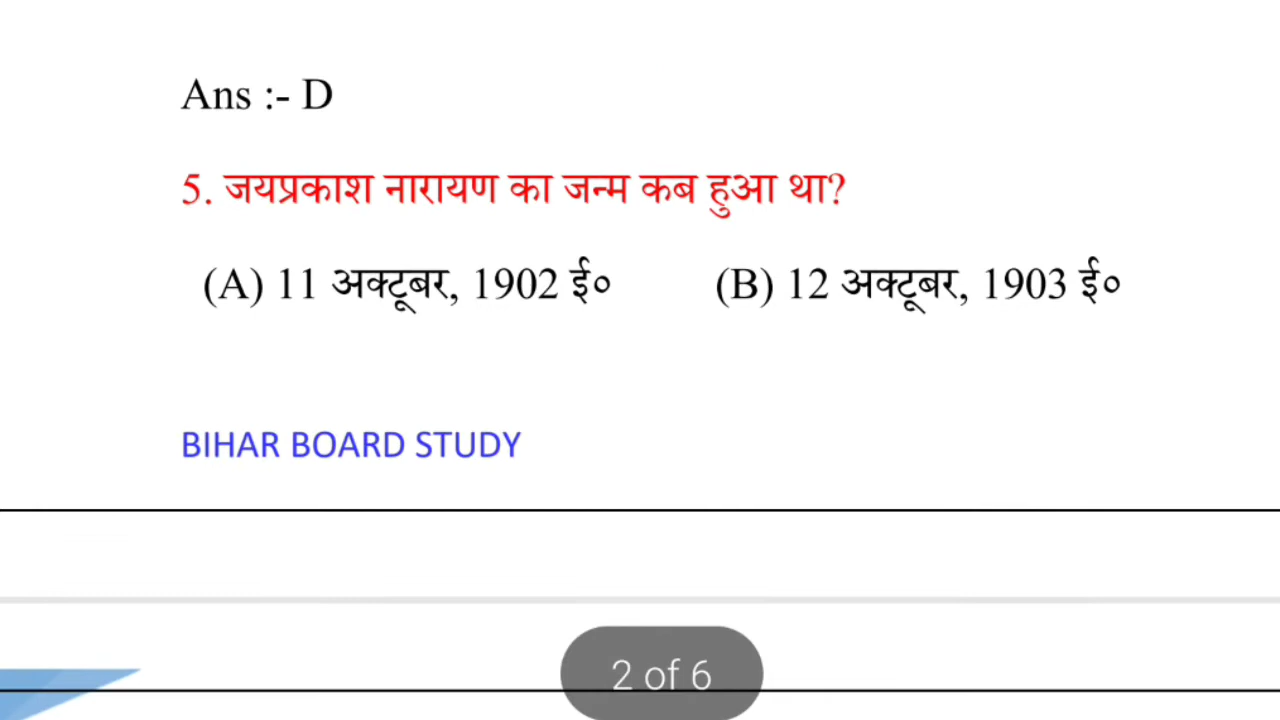 Ans :- D
5. जयप्रकाश नारायण का जन्म कब हुआ था?
(A) 11 अक्टूबर, 1902 ई० (B) 12 अक्टूबर, 1903 ई०
BIHAR BOARD STUDY
2 of 6